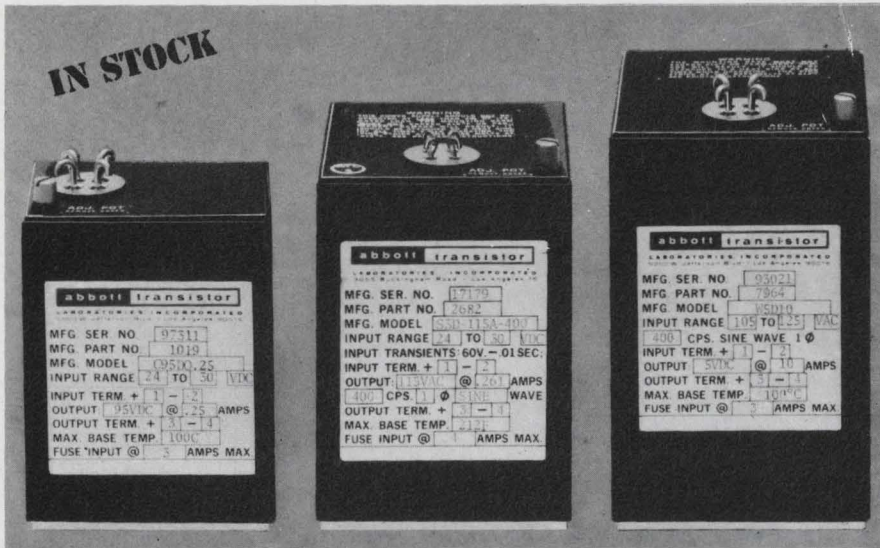 IN STOCK
ADJ. POT
abbott transistor
LABORATORIES INCORPORATED
MFG. SER NO. 97311
MFG. PART NO. 1019
MFG. MODEL C95DQ.25
INPUT RANGE 24 TO 30 VDC
INPUT TERM. + 1 - 2
OUTPUT 95VDC @ .25 AMPS
OUTPUT TERM. + 3 - 4
MAX. BASE TEMP. 100C
FUSE INPUT @ 3 AMPS MAX
WARNING
ADJ. POT
abbott transistor
LABORATORIES INCORPORATED
MFG. SER. NO. 17179
MFG. PART NO. 2682
MFG. MODEL S3D-115A-400
INPUT RANGE 24 TO 30 VDC
INPUT TRANSIENTS: 60V. - .01 SEC;
INPUT TERM. + 1 - 2
OUTPUT: 115VAC @ .261 AMPS
400 CPS. 1 Ø SINE WAVE
OUTPUT TERM. + 3 - 4
MAX. BASE TEMP. 212F
FUSE INPUT @ AMPS MAX.
ADJ. POT
abbott transistor
LABORATORIES INCORPORATED
MFG. SER. NO. 93021
MFG. PART NO. 7964
MFG. MODEL W5D10
INPUT RANGE 105 TO 125 VAC
400 CPS. SINE WAVE 1 Ø
INPUT TERM. + 1 - 2
OUTPUT 5VDC @ 10 AMPS
OUTPUT TERM. + 3 - 4
MAX. BASE TEMP. 100°C
FUSE INPUT @ AMPS MAX.